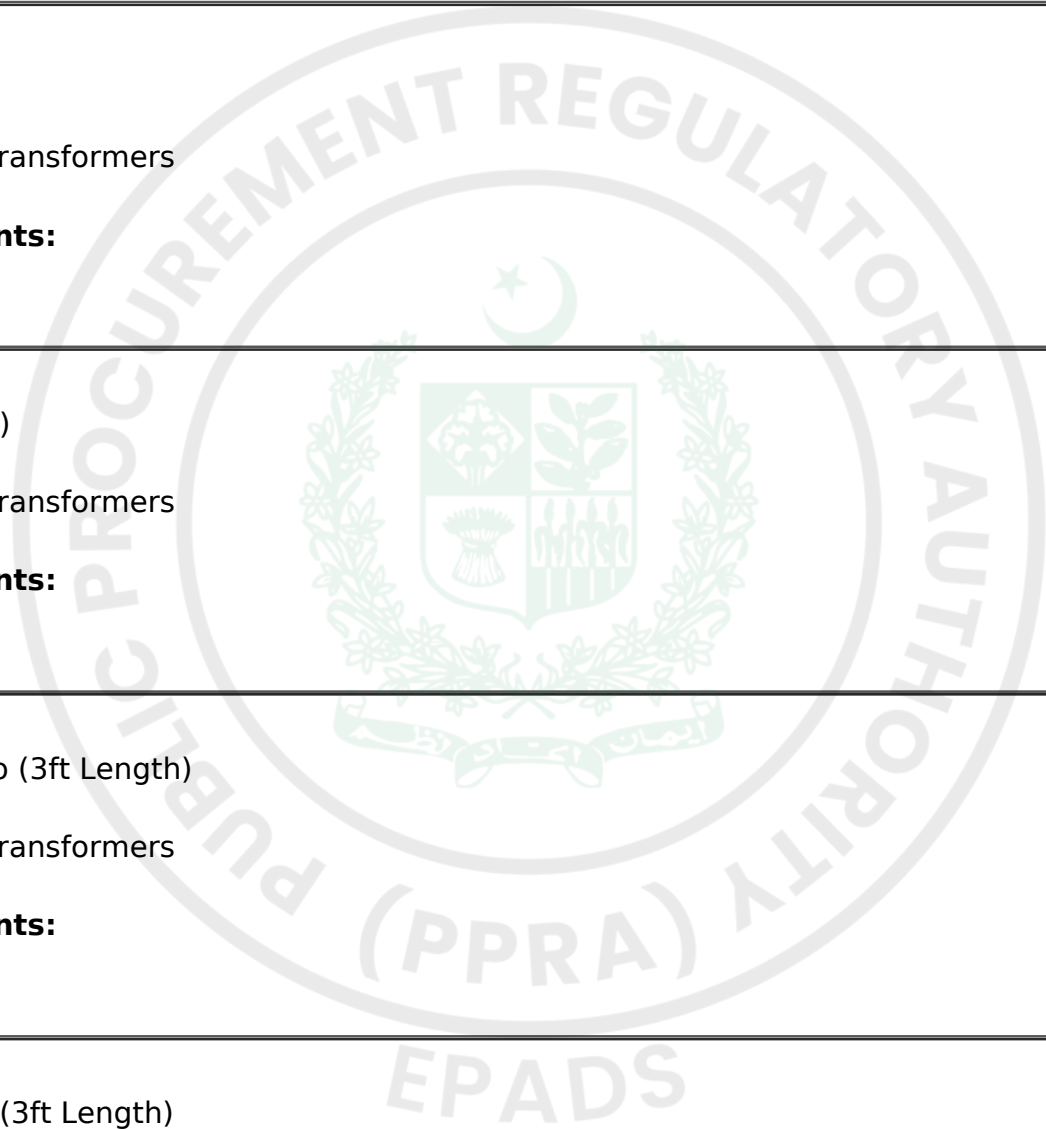 ransformers
nts:
)
ransformers
nts:
o (3ft Length)
ransformers
nts:
(3ft Length)
PUBLIC PROCUREMENT REGULATORY AUTHORITY
(PPRA)
EPADS